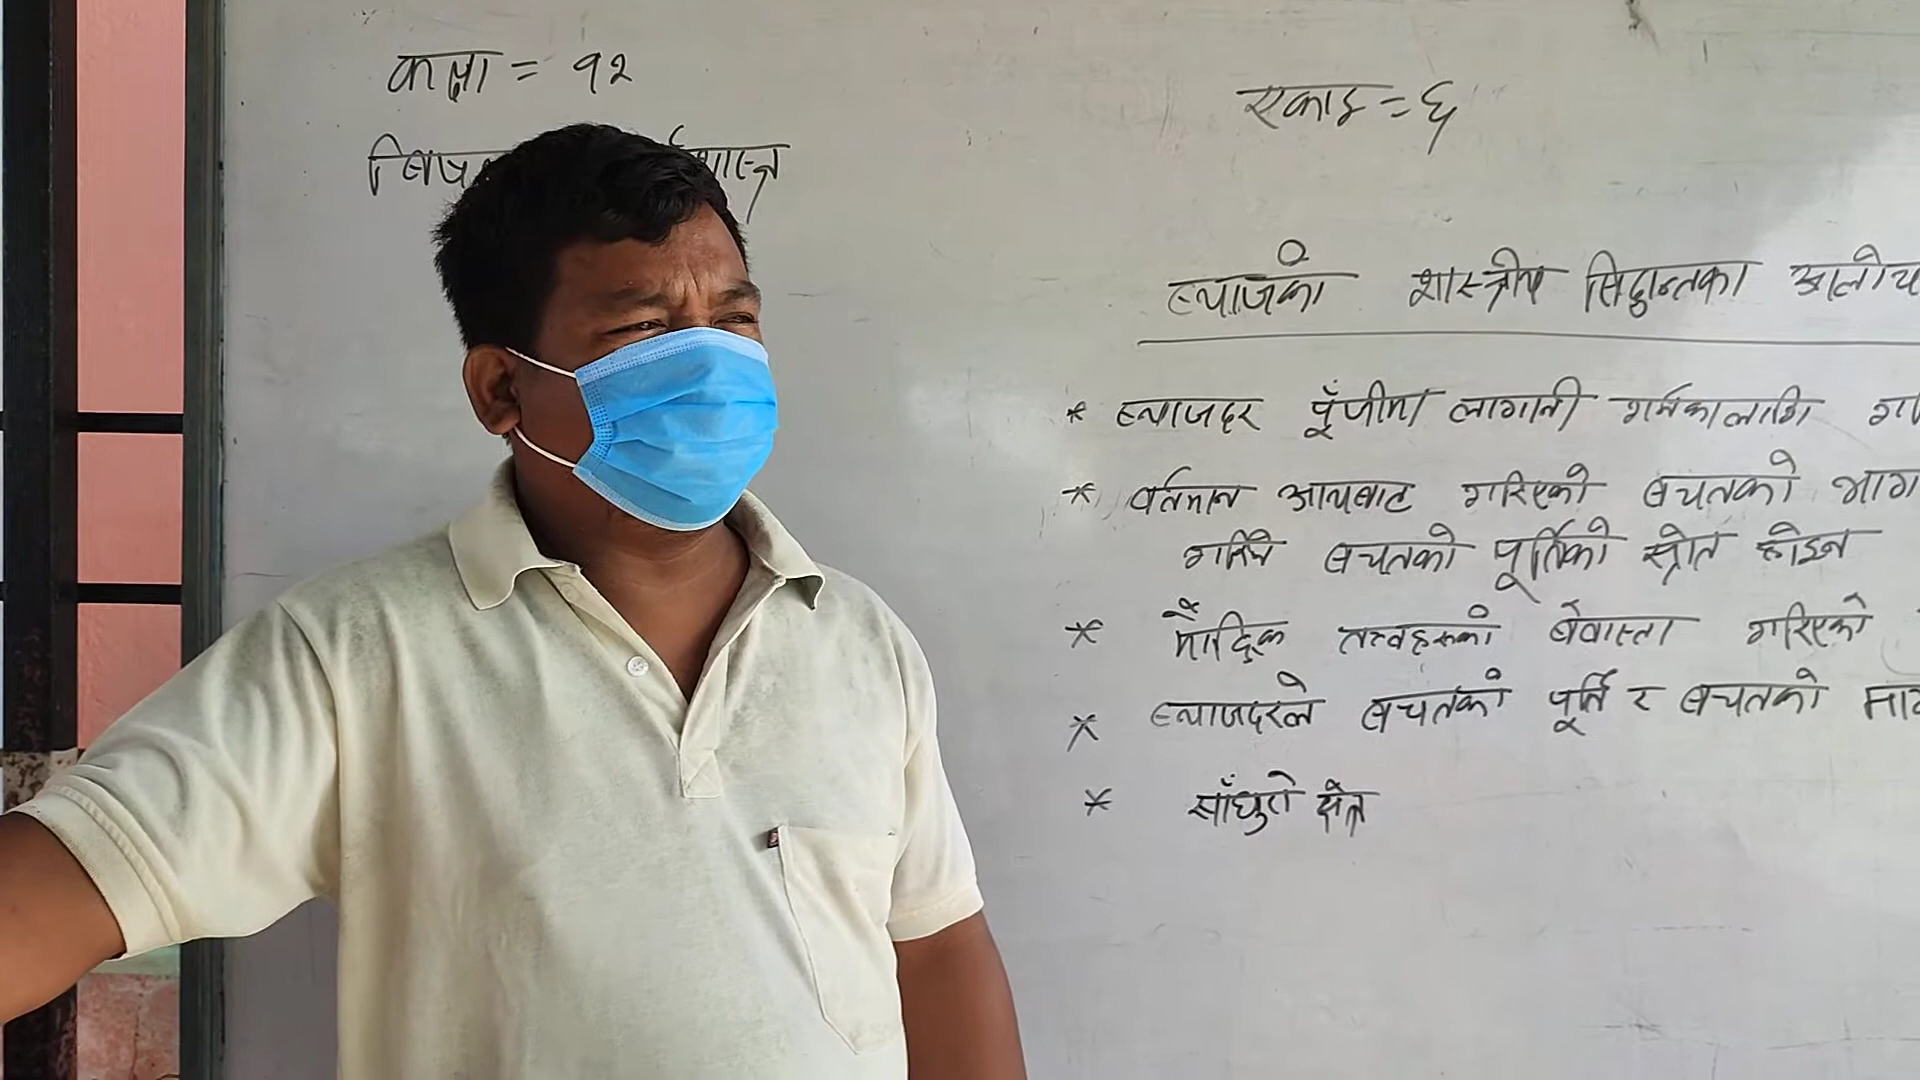 कक्षा = १२
एकाइ = ६
ब्याजको शास्त्रीय सिद्धान्तका आलोच
* ब्याजदर पूँजीमा लागानी गर्नका लागि
* वर्तमान आयबाट गरिएको बचतको भाग
गरिने बचतको पूर्तिको स्रोत होइन
* मौद्रिक तत्वहरुको बेवास्ता गरिएको
* ब्याजदरले बचतको पूर्ति र बचतको माग
* साँघुरो क्षेत्र